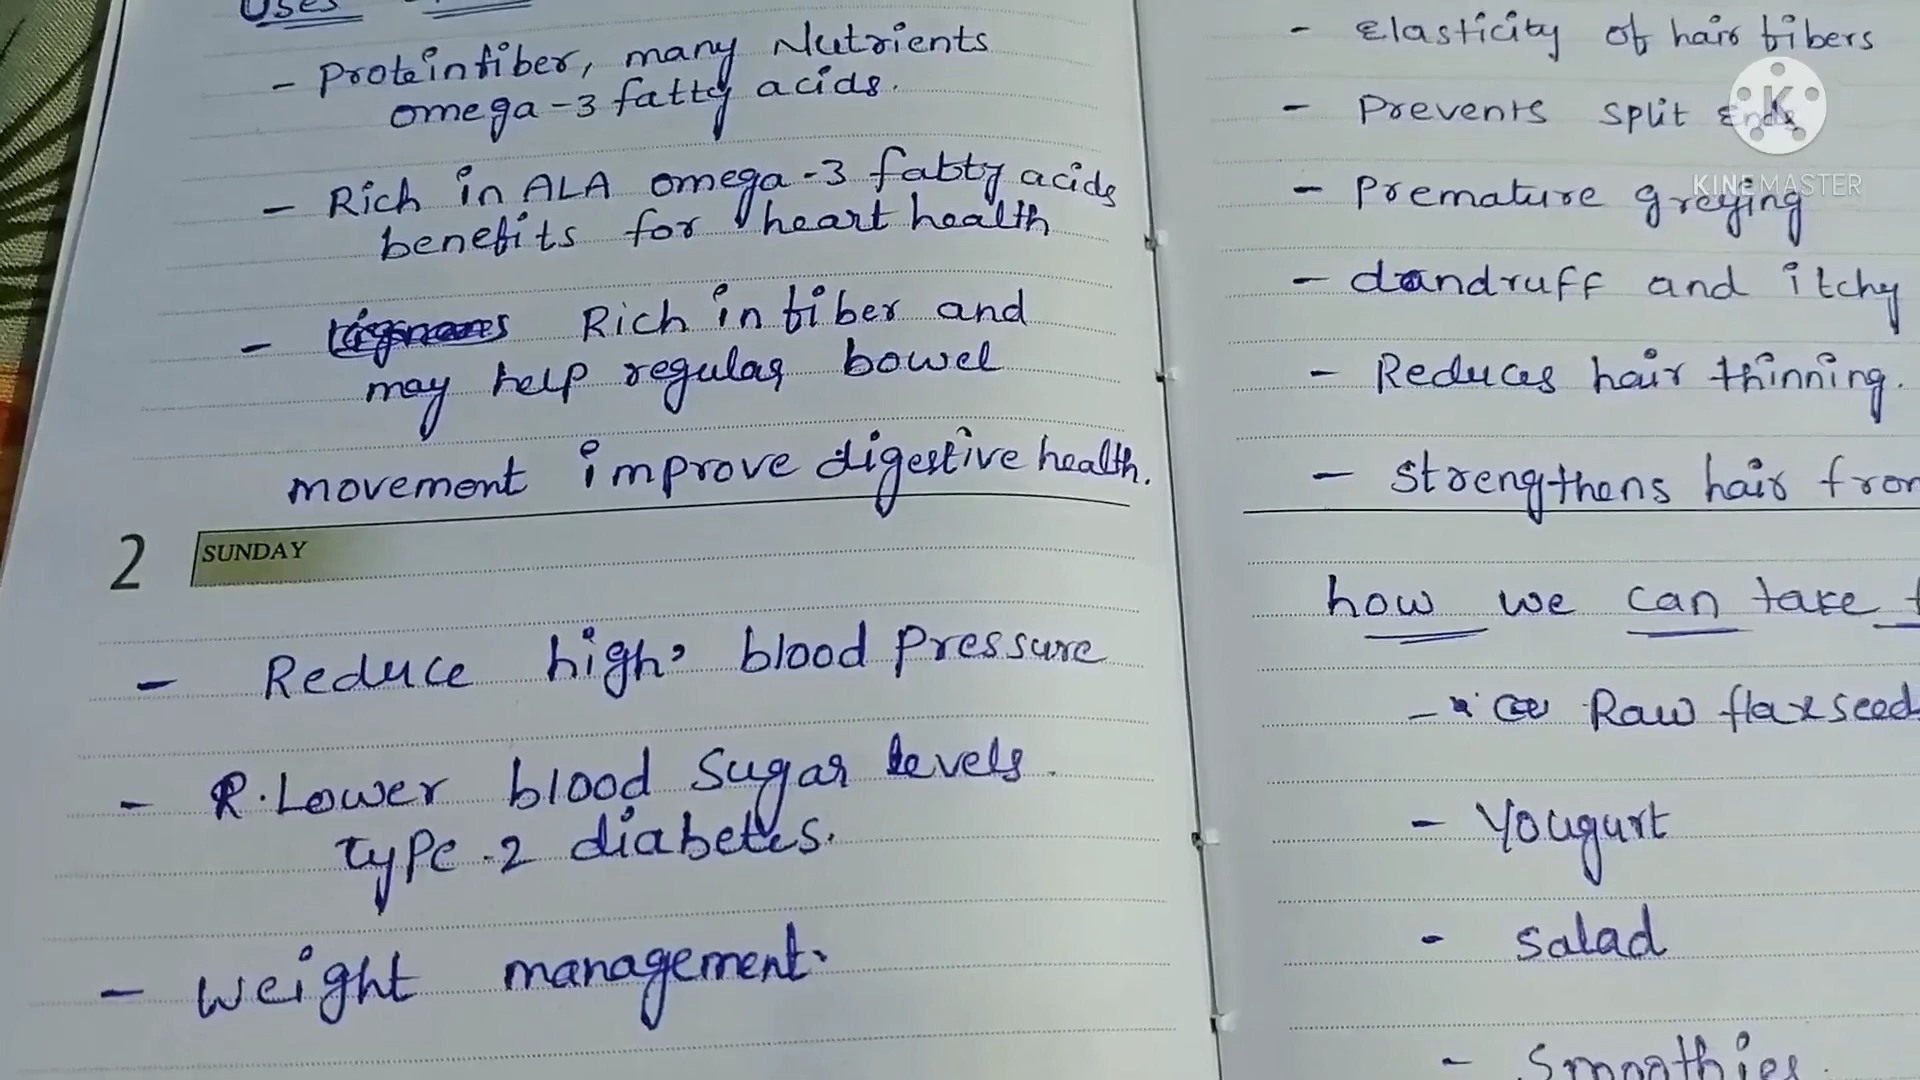 Uses
- Proteinfiber, many Nutrients
omega-3 fatty acids.
- Rich in ALA omega-3 fatty acids
benefits for heart health
- Rich in fiber and
may help regular bowel
movement improve digestive health.
2 SUNDAY
- Reduce high, blood pressure
- R. Lower blood sugar levels.
type-2 diabetes.
- weight management.
- Elasticity of hair fibers
- Prevents split Ends
- Premature greying
- dandruff and itchy
- Reduces hair thinning.
- Strengthens hair from
how we can take
- Raw flaxseed
- Yougurt
- Salad
- Smoothies.
KINEMASTER